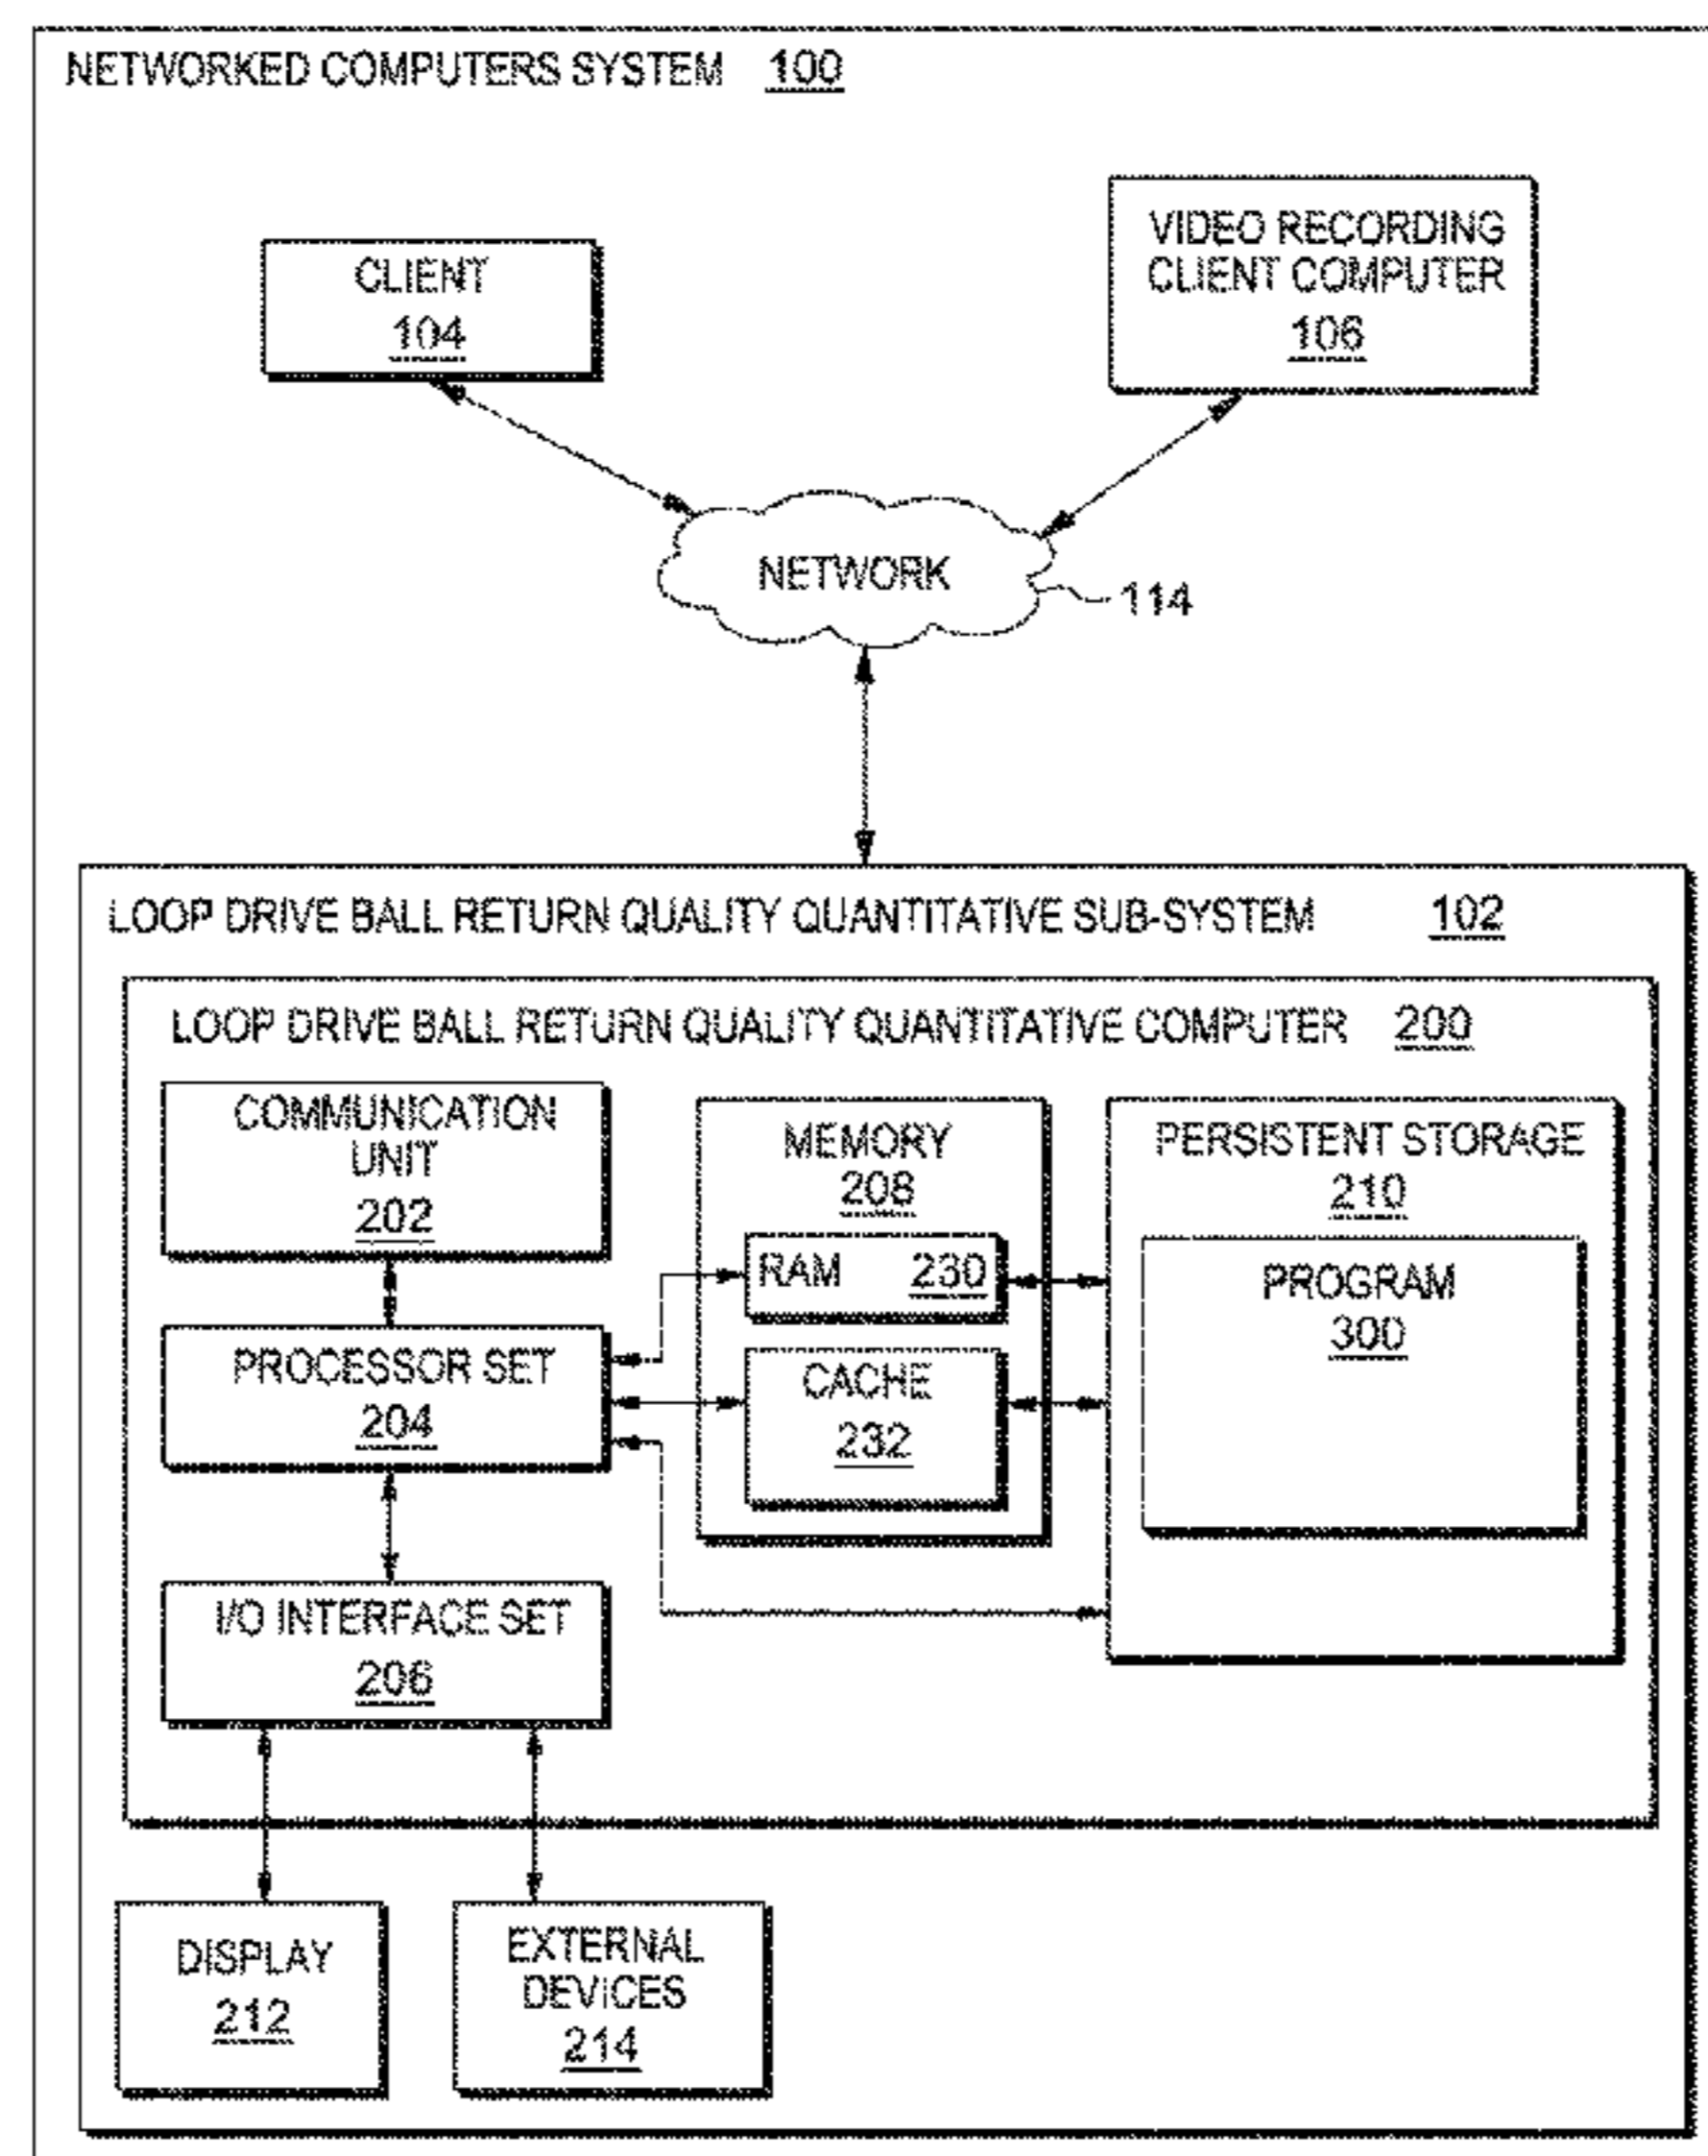 NETWORKED COMPUTERS SYSTEM 100
CLIENT
104
VIDEO RECORDING
CLIENT COMPUTER
106
NETWORK
114
LOOP DRIVE BALL RETURN QUALITY QUANTITATIVE SUB-SYSTEM 102
LOOP DRIVE BALL RETURN QUALITY QUANTITATIVE COMPUTER 200
COMMUNICATION
UNIT
202
MEMORY
208
PERSISTENT STORAGE
210
RAM 230
PROGRAM
300
PROCESSOR SET
204
CACHE
232
I/O INTERFACE SET
206
DISPLAY
212
EXTERNAL
DEVICES
214